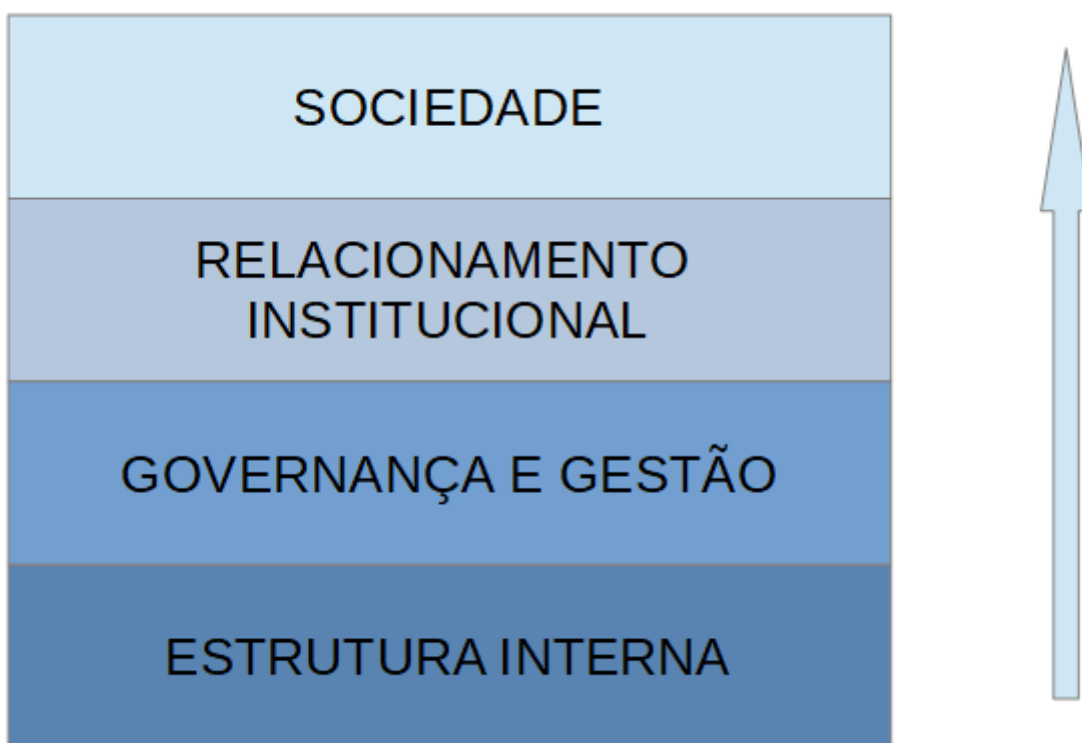 SOCIEDADE
RELACIONAMENTO
INSTITUCIONAL
GOVERNANÇA E GESTÃO
ESTRUTURA INTERNA